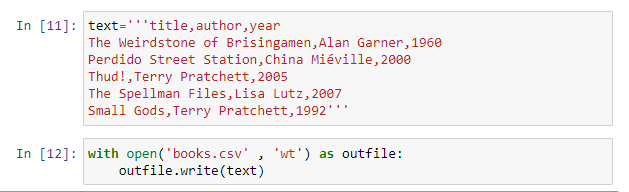 In [11]: text='''title,author,year
The Weirdstone of Brisingamen,Alan Garner,1960
Perdido Street Station,China Miéville,2000
Thud!,Terry Pratchett,2005
The Spellman Files,Lisa Lutz,2007
Small Gods,Terry Pratchett,1992'''
In [12]: with open('books.csv' , 'wt') as outfile:
    outfile.write(text)